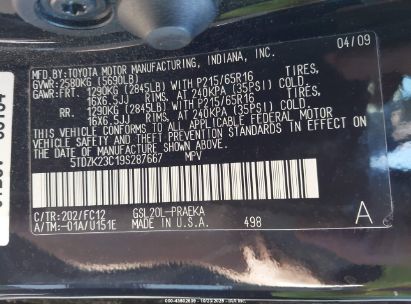 MFD.BY:TOYOTA MOTOR MANUFACTURING, INDIANA, INC. 04/09
GVWR:2580KG (5690LB)
GAWR:FRT. 1290KG (2845LB) WITH P215/65R16 TIRES,
16X6.5JJ RIMS, AT 240KPA (35PSI) COLD.
RR. 1290KG (2845LB) WITH P215/65R16 TIRES,
16X6.5JJ RIMS, AT 240KPA (35PSI) COLD.
THIS VEHICLE CONFORMS TO ALL APPLICABLE FEDERAL MOTOR
VEHICLE SAFETY, BUMPER, AND THEFT PREVENTION STANDARDS IN
EFFECT ON THE DATE OF MANUFACTURE SHOWN ABOVE.
5TDZK23C19S287667 MPV
A
C/TR:202/FC12 GSL20L-PRAEKA
A/TM:-01A/U151E MADE IN U.S.A. 498